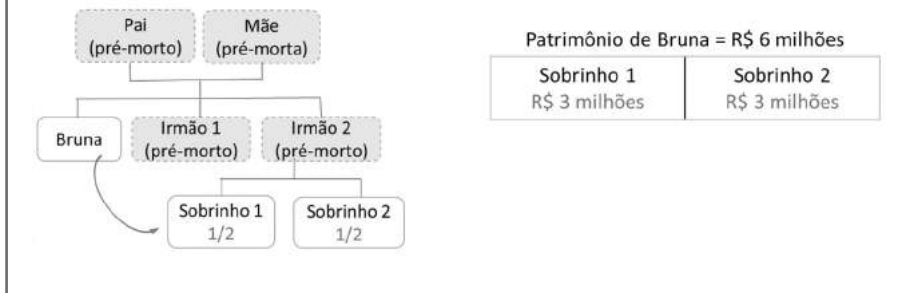 Pai
(pré-morto)
Mãe
(pré-morta)
Bruna
Irmão 1
(pré-morto)
Irmão 2
(pré-morto)
Sobrinho 1
1/2
Sobrinho 2
1/2
Patrimônio de Bruna = R$ 6 milhões
Sobrinho 1
R$ 3 milhões
Sobrinho 2
R$ 3 milhões